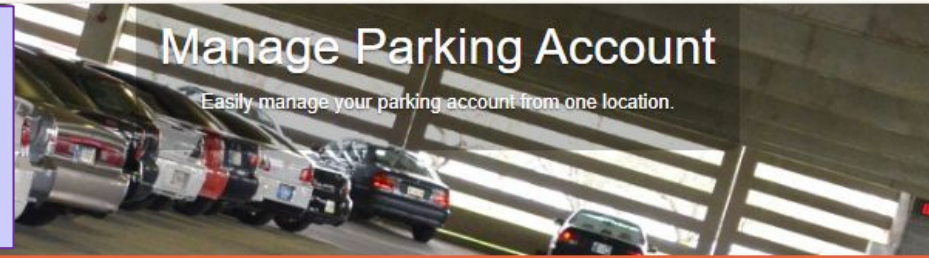 Manage Parking Account
Easily manage your parking account from one location.